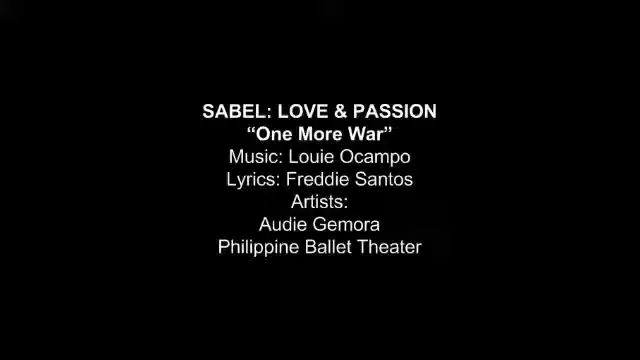 SABEL: LOVE & PASSION
“One More War”
Music: Louie Ocampo
Lyrics: Freddie Santos
Artists:
Audie Gemora
Philippine Ballet Theater